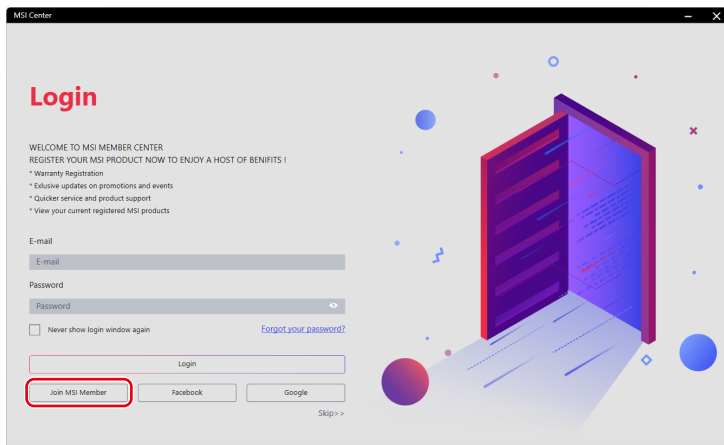 MSI Center
Login
WELCOME TO MSI MEMBER CENTER
REGISTER YOUR MSI PRODUCT NOW TO ENJOY A HOST OF BENIFITS !
* Warranty Registration
* Exlusive updates on promotions and events
* Quicker service and product support
* View your current registered MSI products
E-mail
E-mail
Password
Password
Never show login window again
Forgot your password?
Login
Join MSI Member
Facebook
Google
Skip>>